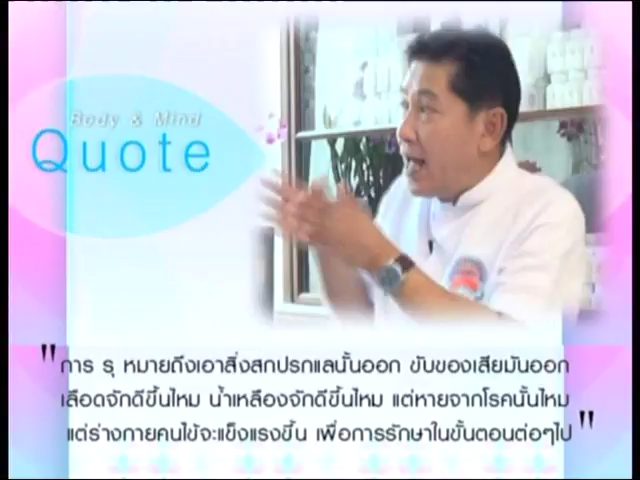 Body & Mind
Quote
"การ รุ หมายถึงเอาสิ่งสกปรกแลนั้นออก ขับของเสียมันออก
เลือดจักดีขึ้นไหม น้ำเหลืองจักดีขึ้นไหม แต่หายจากโรคนั้นไหม
แต่ร่างกายคนไข้จะแข็งแรงขึ้น เพื่อการรักษาในขั้นตอนต่อๆไป"